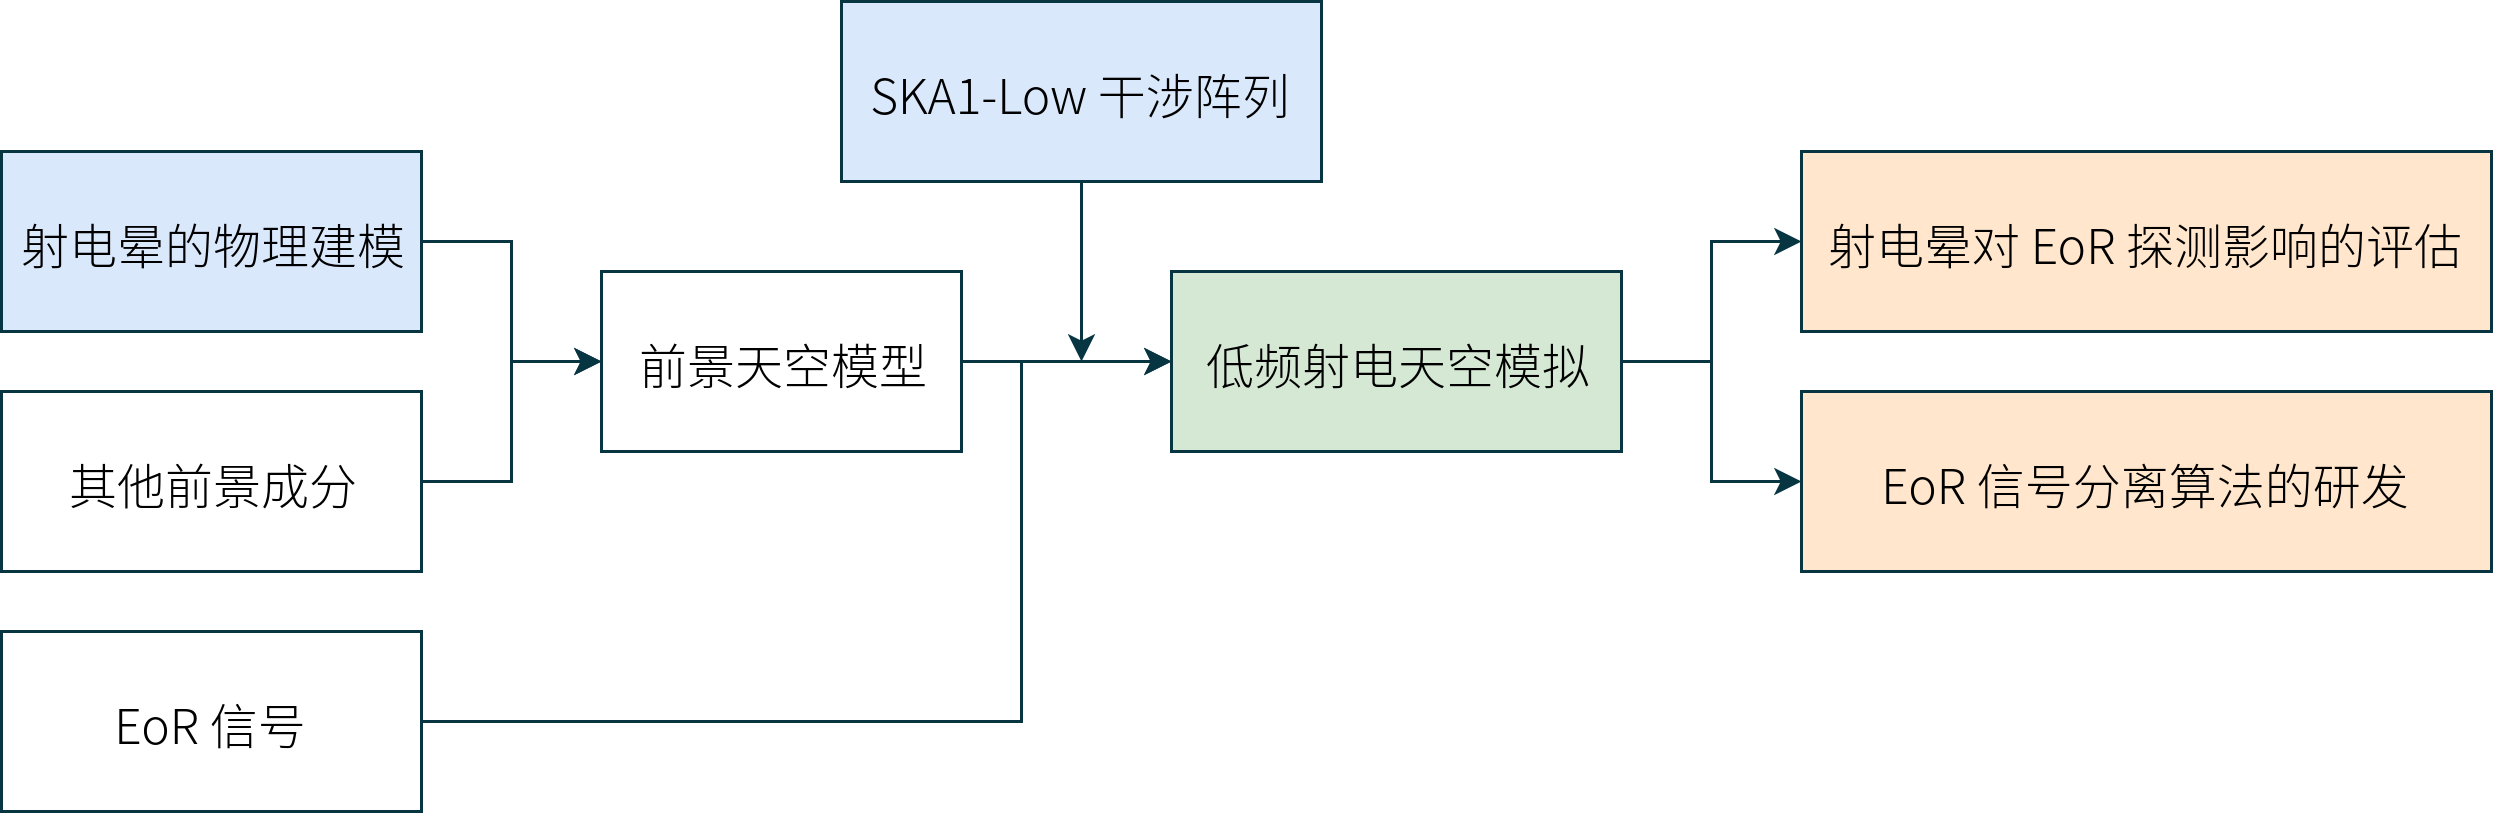 SKA1-Low 干涉阵列
射电晕的物理建模
其他前景成分
EoR 信号
前景天空模型
低频射电天空模拟
射电晕对 EoR 探测影响的评估
EoR 信号分离算法的研发